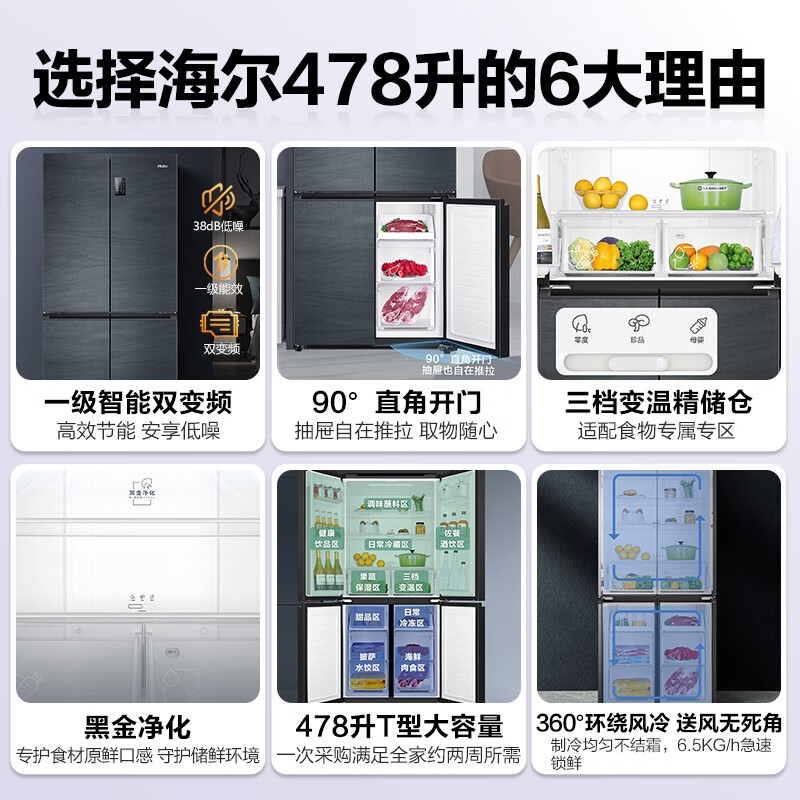 选择海尔478升的6大理由
Haier
38dB低噪
一级能效
双变频
一级智能双变频
高效节能 安享低噪
90° 直角开门
抽屉也自在推拉
90° 直角开门
抽屉自在推拉 取物随心
LE CREUSET
零度
珍品
母婴
三档变温精储仓
适配食物专属专区
黑金净化
黑金净化
专护食材原鲜口感 守护储鲜环境
调味蘸料区
健康
饮品区
日常冷藏区
佐餐
酒饮区
果蔬
保湿区
三档
变温区
甜品区
日常
冷冻区
披萨
水饺区
海鲜
肉食区
478升T型大容量
一次采购满足全家约两周所需
360°环绕风冷 送风无死角
制冷均匀不结霜，6.5KG/h急速
锁鲜